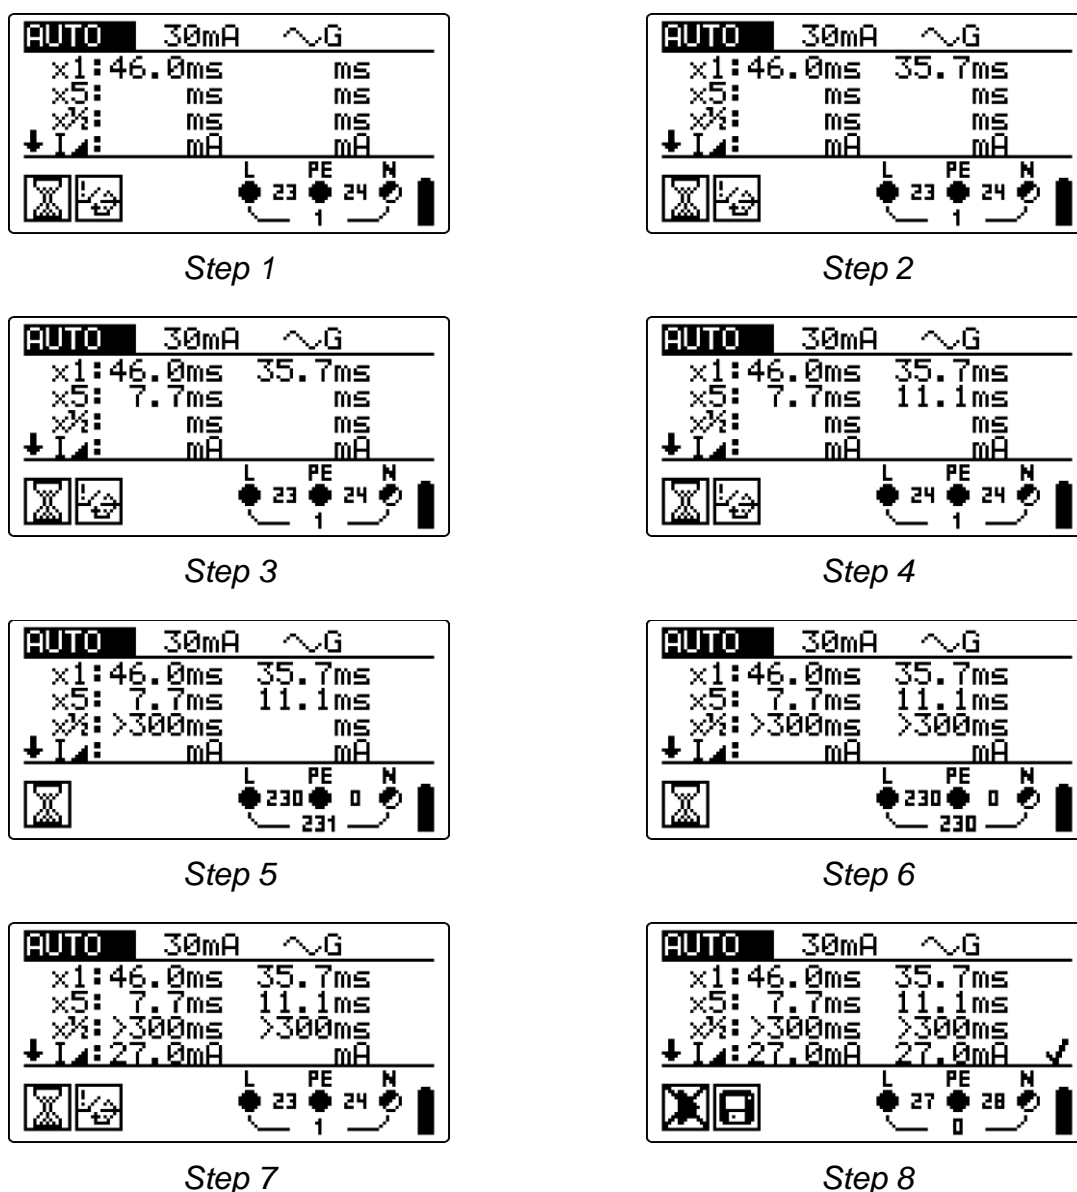 AUTO 30mA G
x1:46.0ms ms
x5: ms ms
x½: ms ms
I: mA mA
L PE N
23 24
1
Step 1
AUTO 30mA G
x1:46.0ms 35.7ms
x5: ms ms
x½: ms ms
I: mA mA
L PE N
23 24
1
Step 2
AUTO 30mA G
x1:46.0ms 35.7ms
x5: 7.7ms ms
x½: ms ms
I: mA mA
L PE N
23 24
1
Step 3
AUTO 30mA G
x1:46.0ms 35.7ms
x5: 7.7ms 11.1ms
x½: ms ms
I: mA mA
L PE N
24 24
1
Step 4
AUTO 30mA G
x1:46.0ms 35.7ms
x5: 7.7ms 11.1ms
x½: >300ms ms
I: mA mA
L PE N
230 0
231
Step 5
AUTO 30mA G
x1:46.0ms 35.7ms
x5: 7.7ms 11.1ms
x½: >300ms >300ms
I: mA mA
L PE N
230 0
230
Step 6
AUTO 30mA G
x1:46.0ms 35.7ms
x5: 7.7ms 11.1ms
x½: >300ms >300ms
I:27.0mA mA
L PE N
23 24
1
Step 7
AUTO 30mA G
x1:46.0ms 35.7ms
x5: 7.7ms 11.1ms
x½: >300ms >300ms
I:27.0mA 27.0mA ✓
L PE N
27 28
0
Step 8